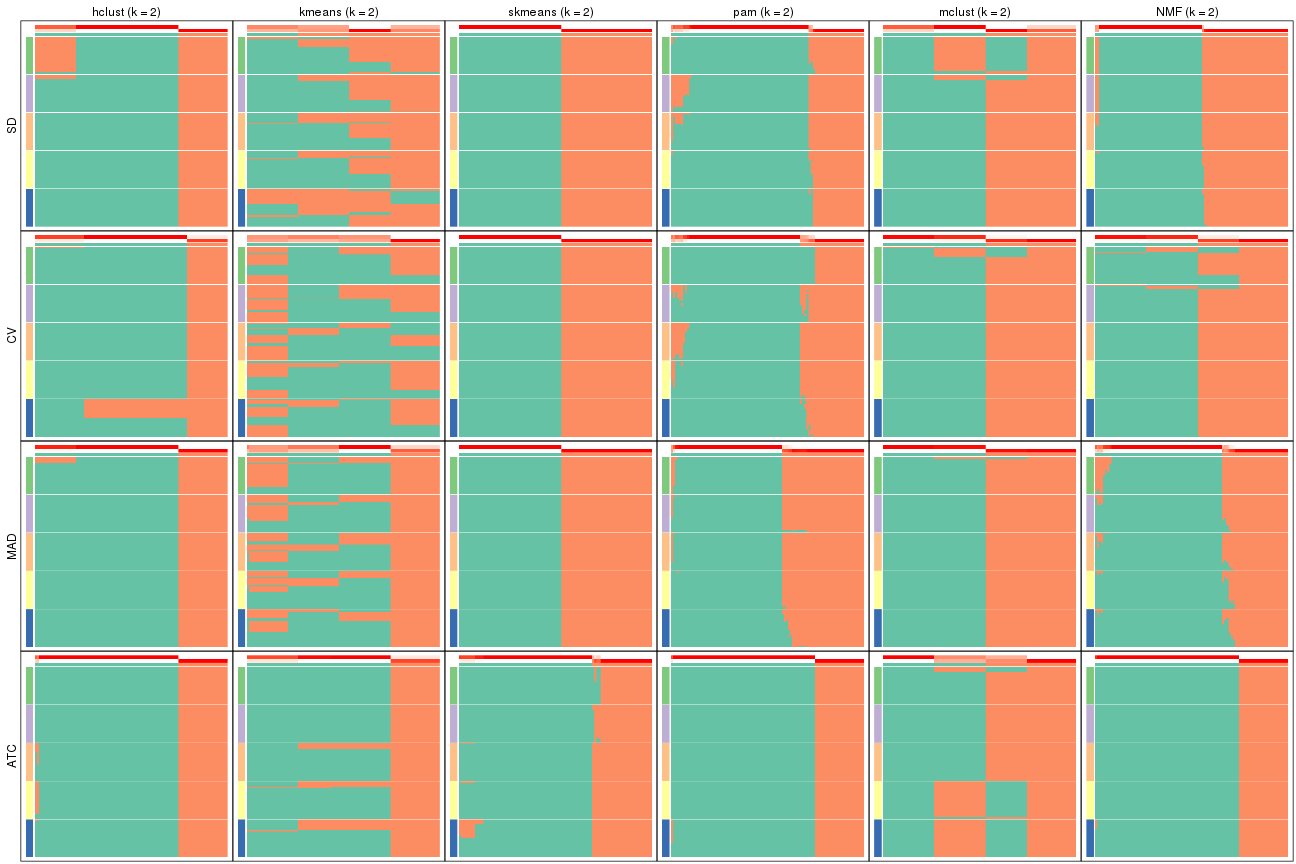 hclust (k = 2)
kmeans (k = 2)
skmeans (k = 2)
pam (k = 2)
mclust (k = 2)
NMF (k = 2)
SD
CV
MAD
ATC